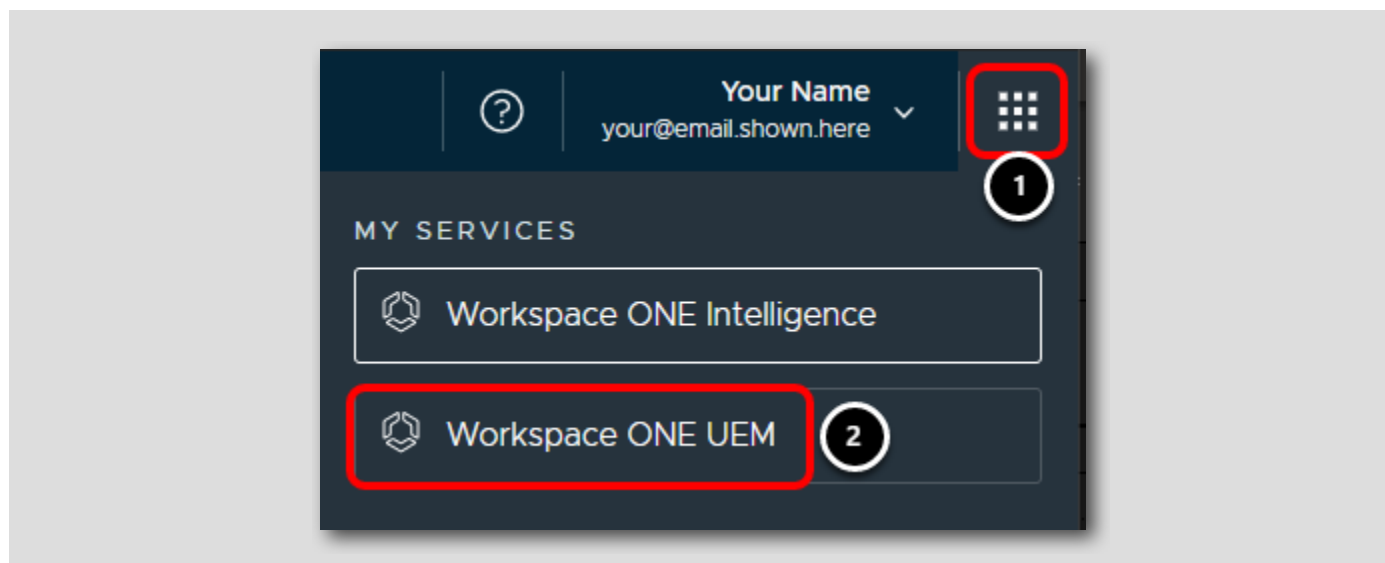 Your Name
your@email.shown.here
1
MY SERVICES
Workspace ONE Intelligence
Workspace ONE UEM 2